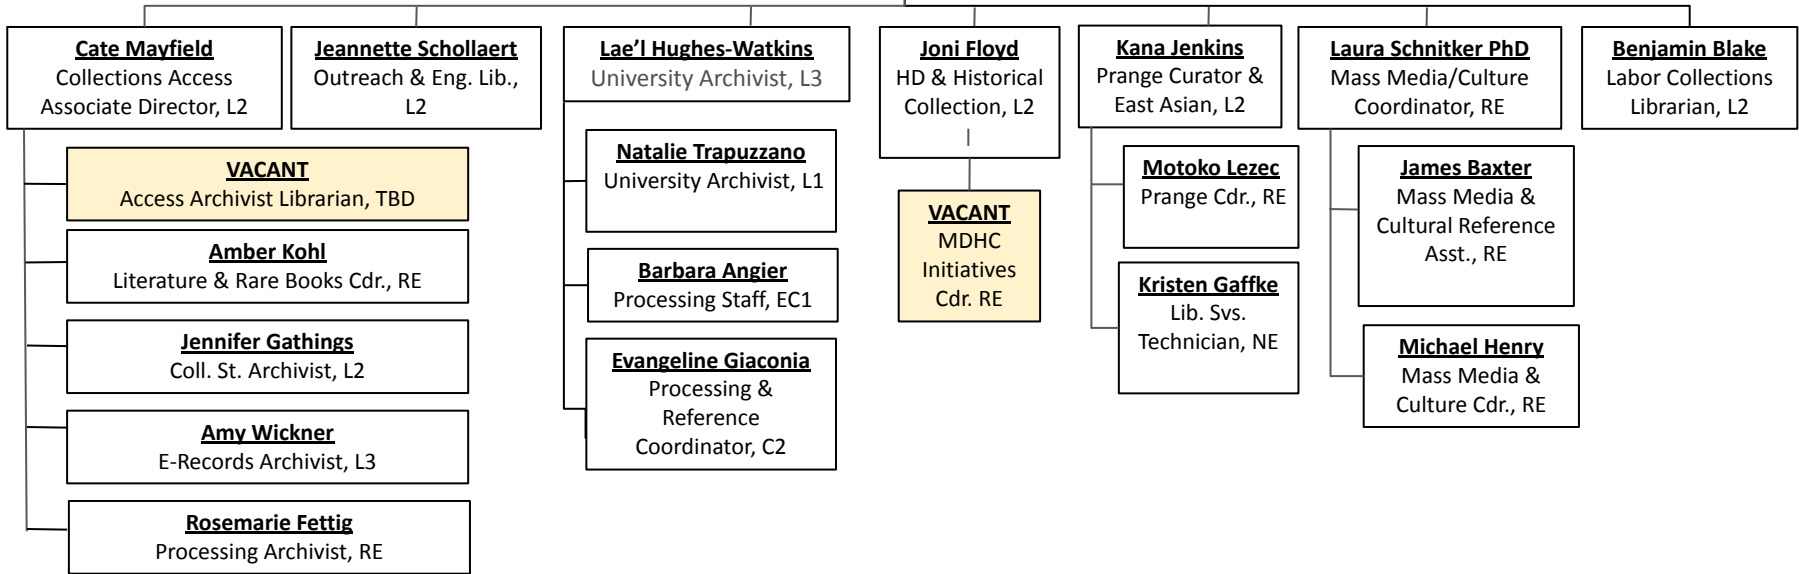 Cate Mayfield
Collections Access
Associate Director, L2
VACANT
Access Archivist Librarian, TBD
Amber Kohl
Literature & Rare Books Cdr., RE
Jennifer Gathings
Coll. St. Archivist, L2
Amy Wickner
E-Records Archivist, L3
Rosemarie Fettig
Processing Archivist, RE
Jeannette Schollaert
Outreach & Eng. Lib.,
L2
Lae’l Hughes-Watkins
University Archivist, L3
Natalie Trapuzzano
University Archivist, L1
Barbara Angier
Processing Staff, EC1
Evangeline Giaconia
Processing &
Reference
Coordinator, C2
Joni Floyd
HD & Historical
Collection, L2
VACANT
MDHC
Initiatives
Cdr. RE
Kana Jenkins
Prange Curator &
East Asian, L2
Motoko Lezec
Prange Cdr., RE
Kristen Gaffke
Lib. Svs.
Technician, NE
Laura Schnitker PhD
Mass Media/Culture
Coordinator, RE
James Baxter
Mass Media &
Cultural Reference
Asst., RE
Michael Henry
Mass Media &
Culture Cdr., RE
Benjamin Blake
Labor Collections
Librarian, L2